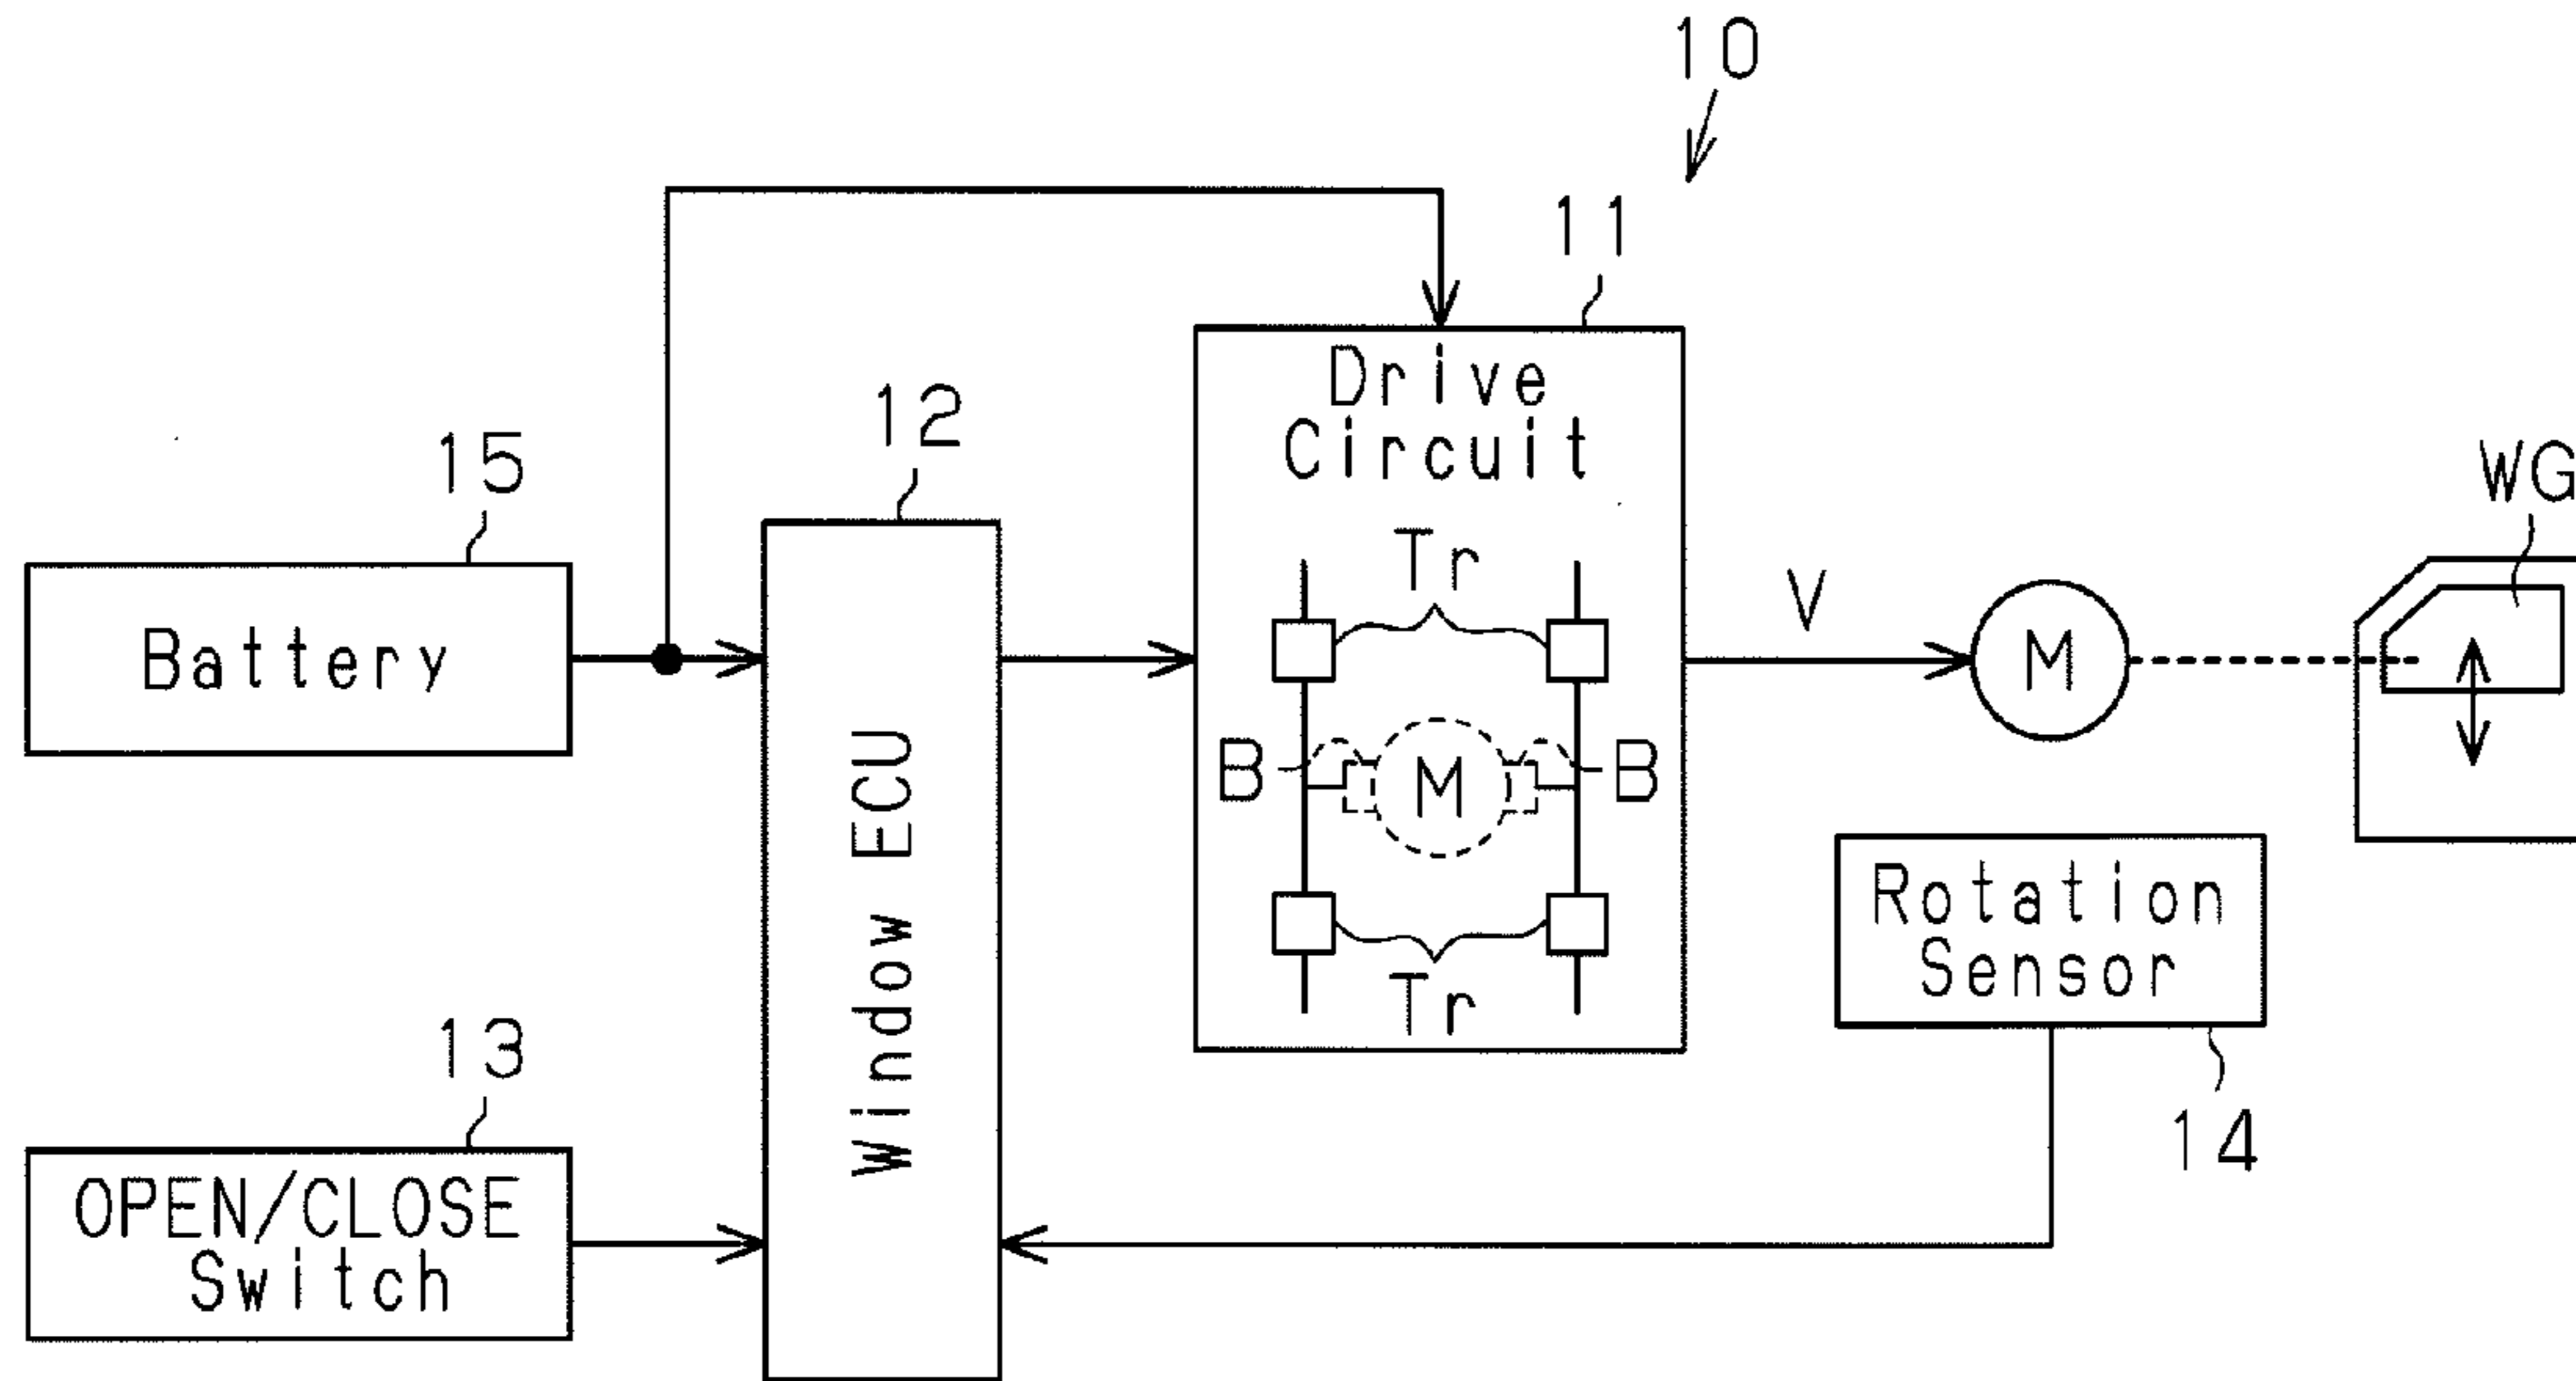 10
11
Drive
Circuit
12
15
WG
Tr
V
Battery
M
B
M
B
Window ECU
Rotation
Sensor
Tr
13
14
OPEN/CLOSE
Switch